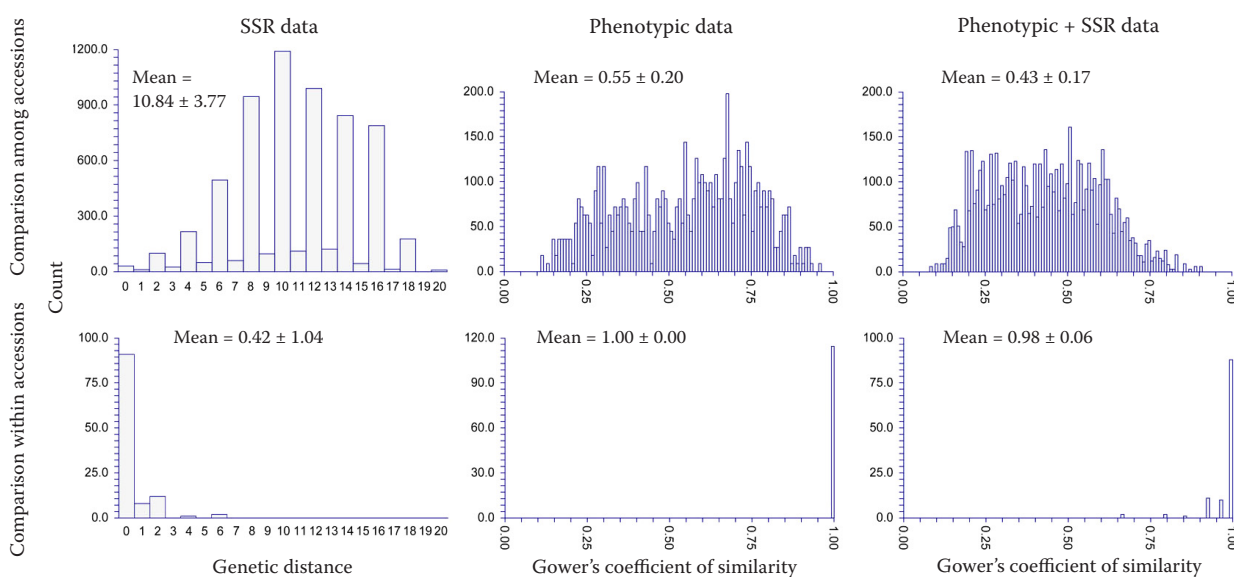 SSR data
Phenotypic data
Phenotypic + SSR data
Comparison among accessions
Comparison within accessions
Count
1200.0
900.0
600.0
300.0
0.0
Mean =
10.84 ± 3.77
0 1 2 3 4 5 6 7 8 9 10 11 12 13 14 15 16 17 18 19 20
200.0
150.0
100.0
50.0
0.0
Mean = 0.55 ± 0.20
0.00 0.25 0.50 0.75 1.00
200.0
150.0
100.0
50.0
0.0
Mean = 0.43 ± 0.17
0.00 0.25 0.50 0.75 1.00
100.0
75.0
50.0
25.0
0.0
Mean = 0.42 ± 1.04
0 1 2 3 4 5 6 7 8 9 10 11 12 13 14 15 16 17 18 19 20
Genetic distance
120.0
90.0
60.0
30.0
0.0
Mean = 1.00 ± 0.00
0.00 0.25 0.50 0.75 1.00
Gower's coefficient of similarity
100.0
75.0
50.0
25.0
0.0
Mean = 0.98 ± 0.06
0.00 0.25 0.50 0.75 1.00
Gower's coefficient of similarity